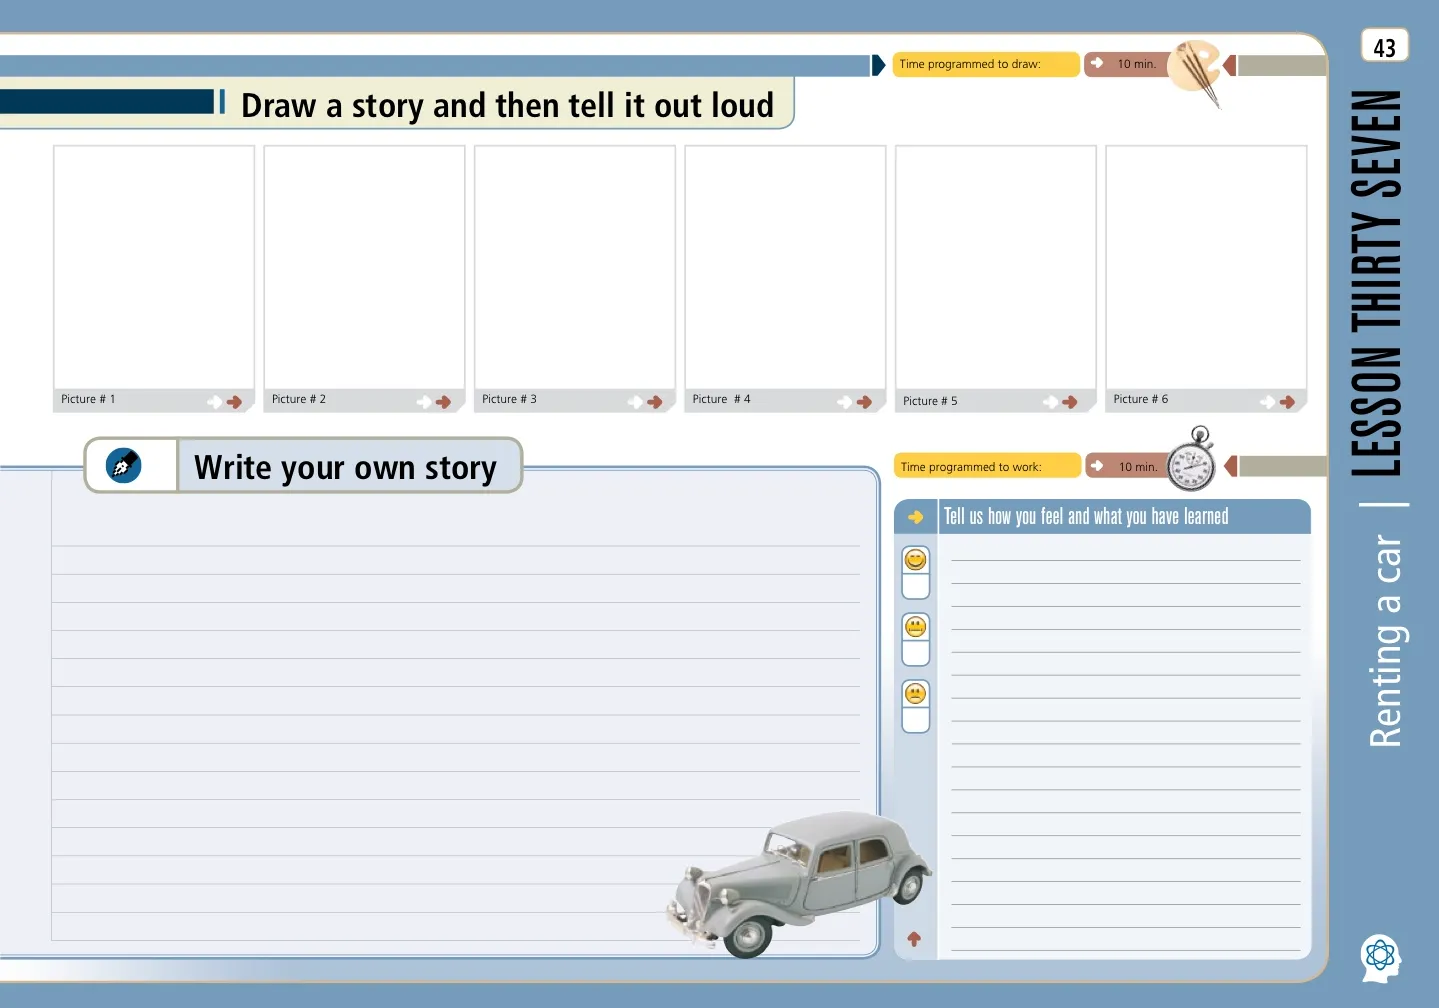 Time programmed to draw:
10 min.
43
Draw a story and then tell it out loud
Picture # 1
Picture # 2
Picture # 3
Picture # 4
Picture # 5
Picture # 6
Write your own story
Time programmed to work:
10 min.
Tell us how you feel and what you have learned
LESSON THIRTY SEVEN
Renting a car